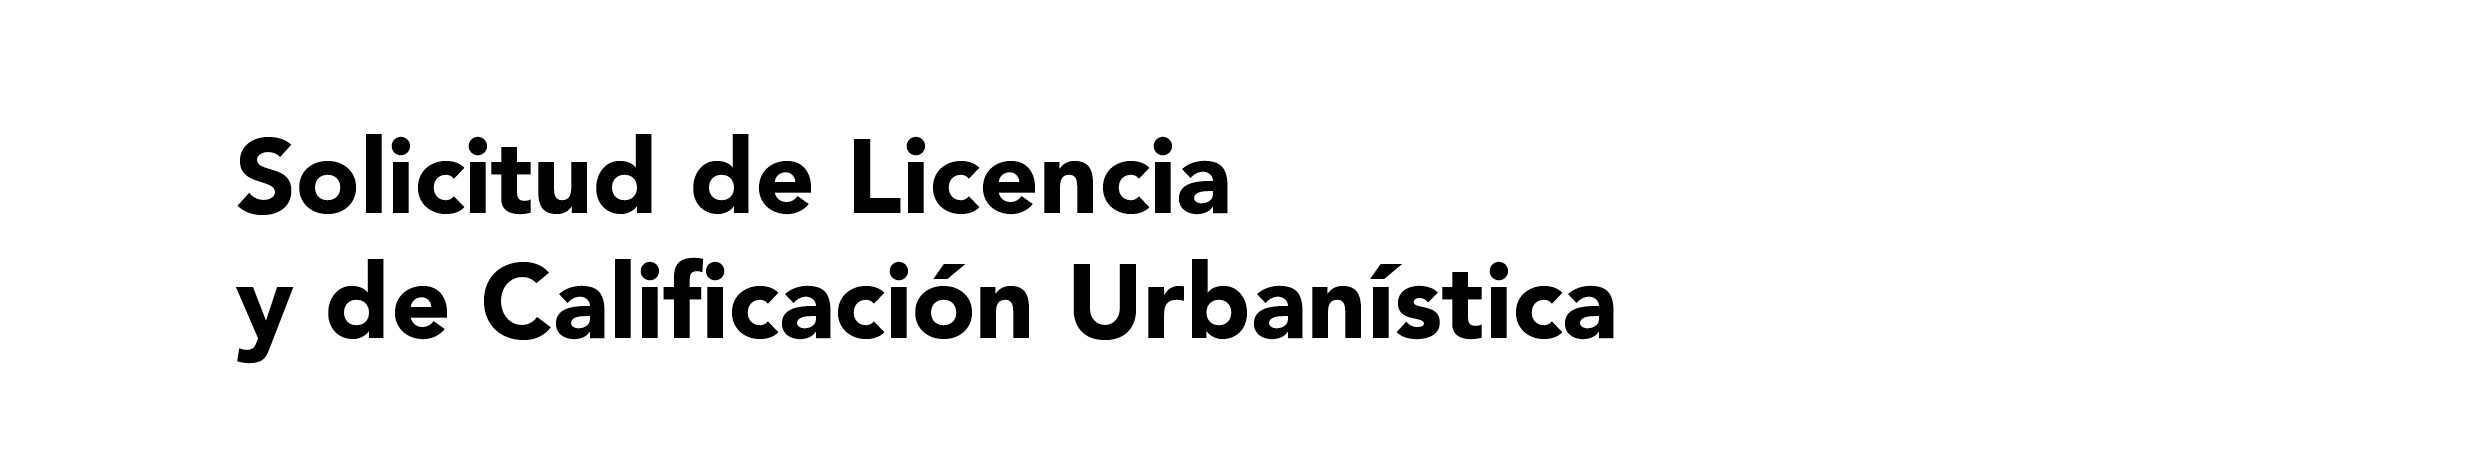 Solicitud de Licencia
y de Calificación Urbanística